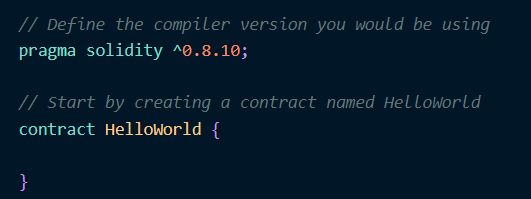 // Define the compiler version you would be using
pragma solidity ^0.8.10;
// Start by creating a contract named HelloWorld
contract HelloWorld {
}